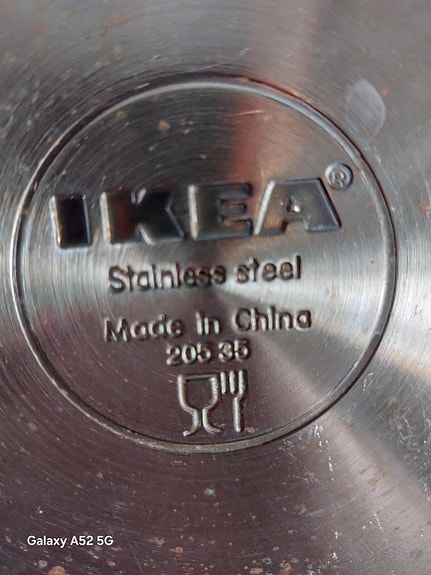 IKEA®
Stainless steel
Made in China
205 35
Galaxy A52 5G